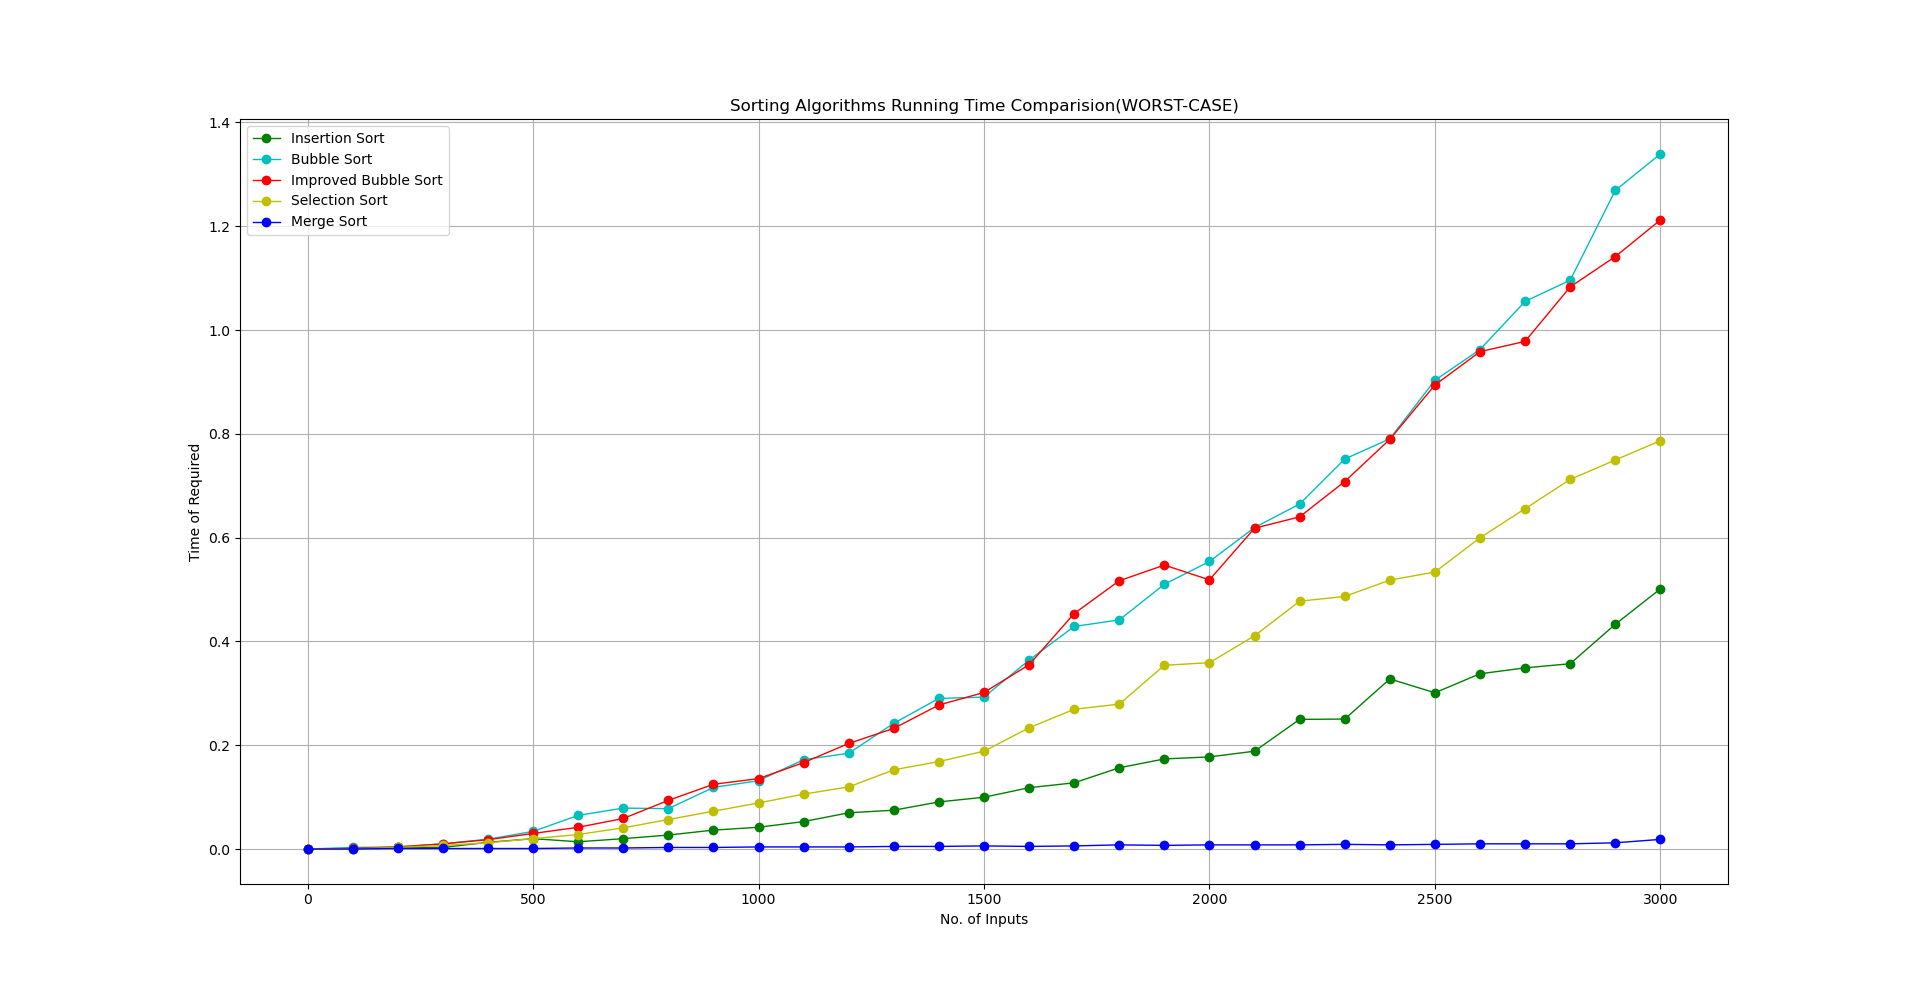 Sorting Algorithms Running Time Comparision(WORST-CASE)
Insertion Sort
Bubble Sort
Improved Bubble Sort
Selection Sort
Merge Sort
1.4
1.2
1.0
0.8
0.6
0.4
0.2
0.0
Time of Required
0 500 1000 1500 2000 2500 3000
No. of Inputs